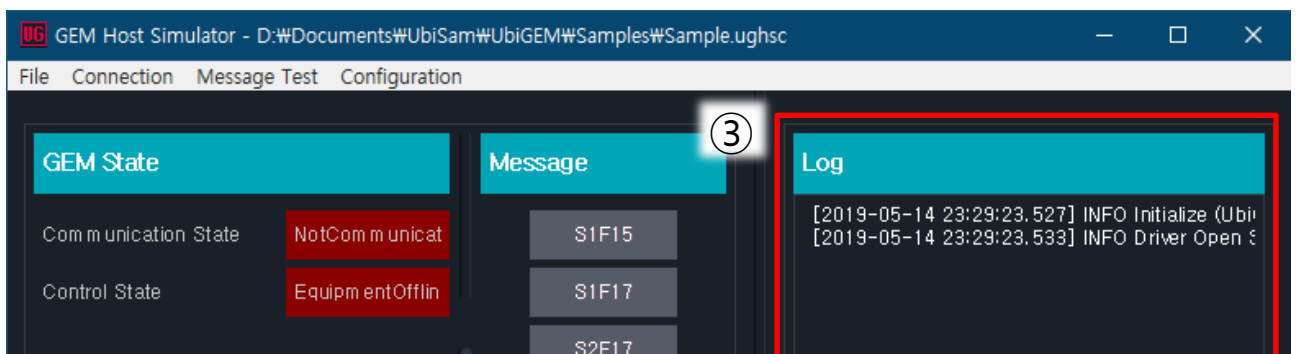 UG GEM Host Simulator - D:₩Documents₩UbiSam₩UbiGEM₩Samples₩Sample.ughsc
File Connection Message Test Configuration
③
GEM State
Communication State NotCommunicat
Control State EquipmentOfflin
Message
S1F15
S1F17
S2F17
Log
[2019-05-14 23:29:23.527] INFO Initialize (Ubi
[2019-05-14 23:29:23.533] INFO Driver Open S